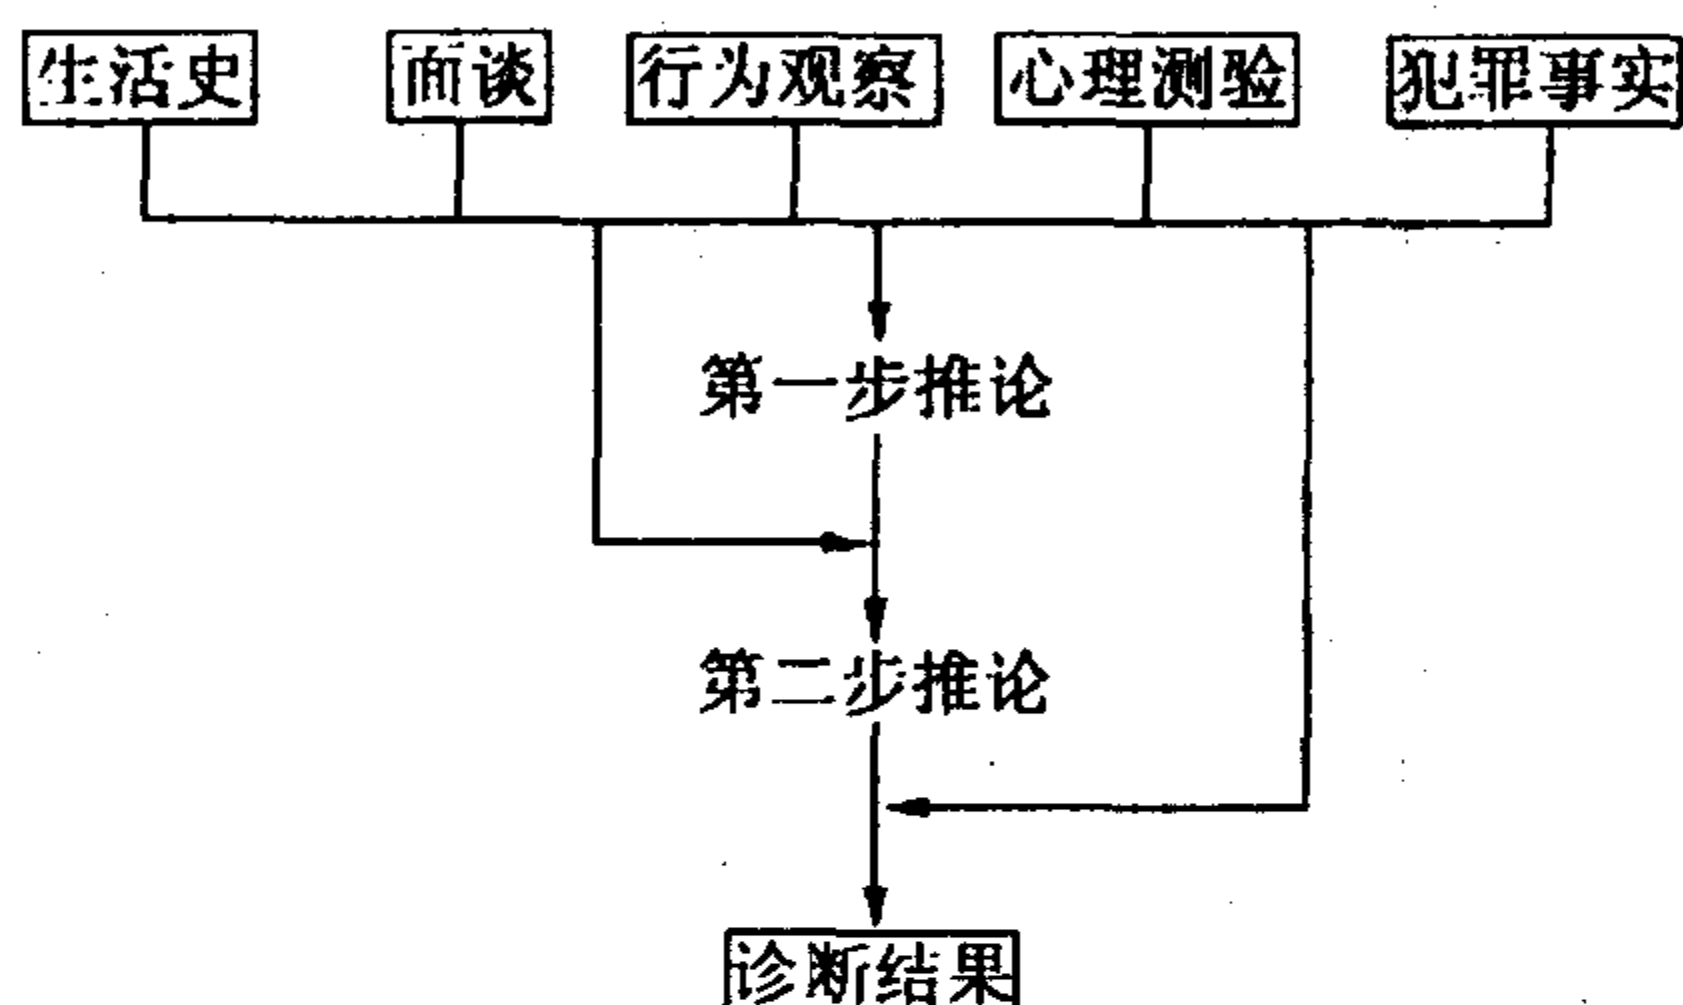 生活史 面谈 行为观察 心理测验 犯罪事实
第一步推论
第二步推论
诊断结果